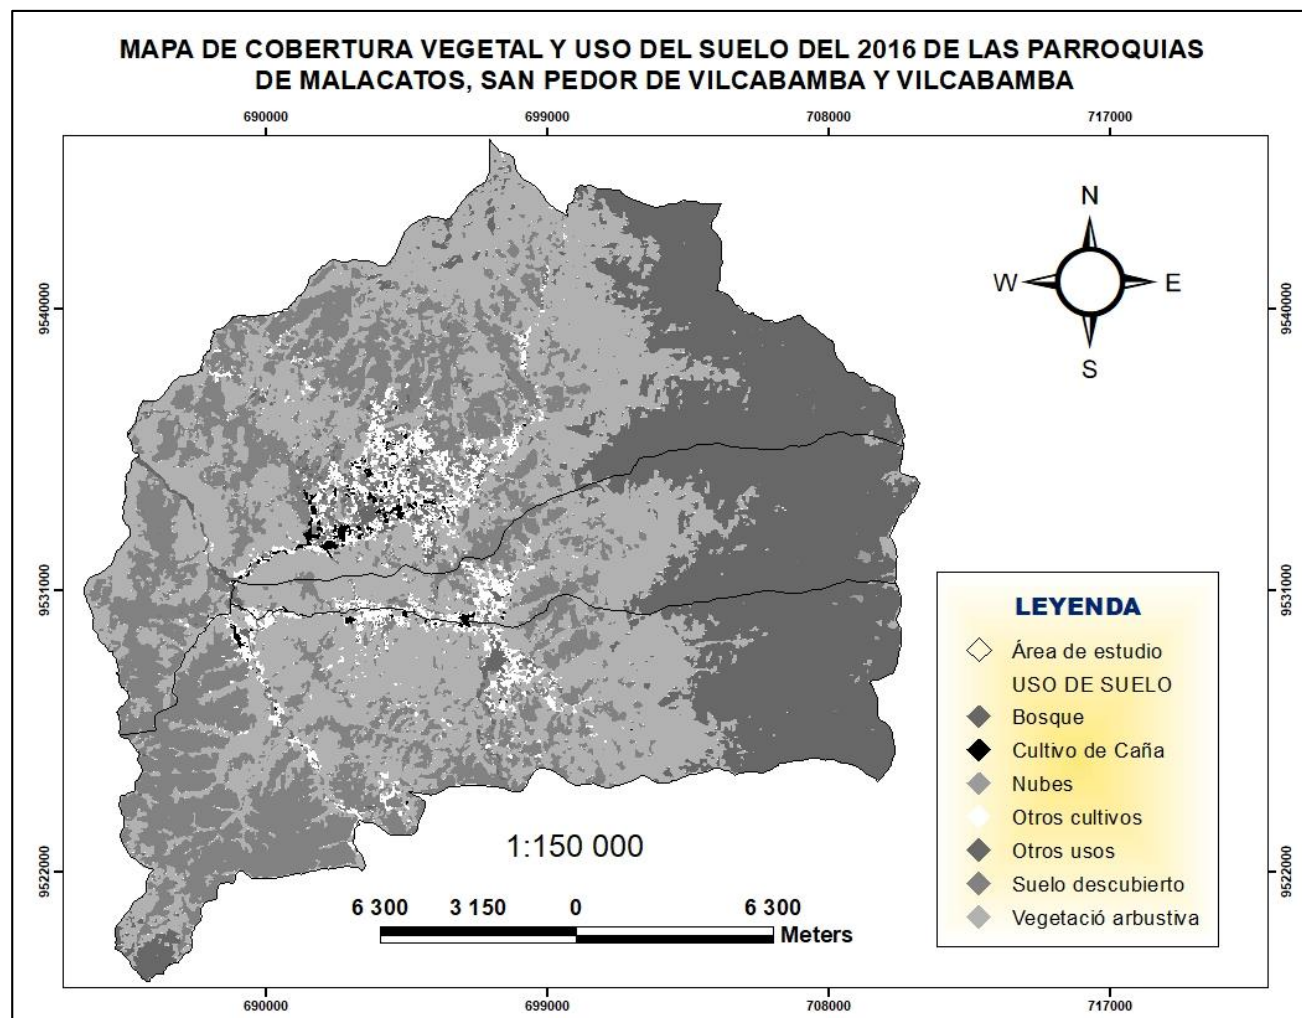 MAPA DE COBERTURA VEGETAL Y USO DEL SUELO DEL 2016 DE LAS PARROQUIAS
DE MALACATOS, SAN PEDOR DE VILCABAMBA Y VILCABAMBA
690000 699000 708000 717000
N
W E
S
9540000 9540000
9531000 9531000
9522000 9522000
LEYENDA
Área de estudio
USO DE SUELO
Bosque
Cultivo de Caña
Nubes
Otros cultivos
Otros usos
Suelo descubierto
Vegetació arbustiva
1:150 000
6 300 3 150 0 6 300
Meters
690000 699000 708000 717000